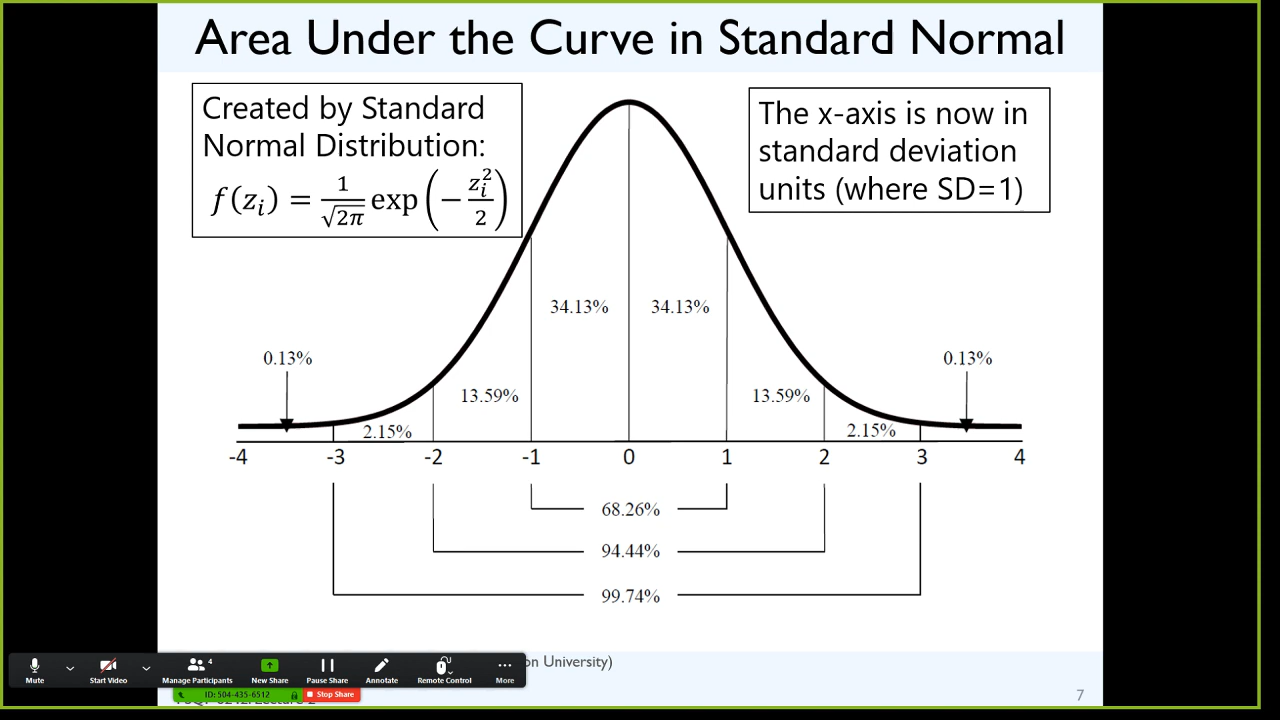 Area Under the Curve in Standard Normal
Created by Standard
Normal Distribution:
f(z_i) = 1/√2π exp(−z_i²/2)
The x-axis is now in
standard deviation
units (where SD=1)
34.13% 34.13%
0.13% 0.13%
13.59% 13.59%
2.15% 2.15%
-4 -3 -2 -1 0 1 2 3 4
68.26%
94.44%
99.74%
on University)
4
Mute Start Video Manage Participants New Share Pause Share Annotate Remote Control More
ID: 504-435-6512 Stop Share
7